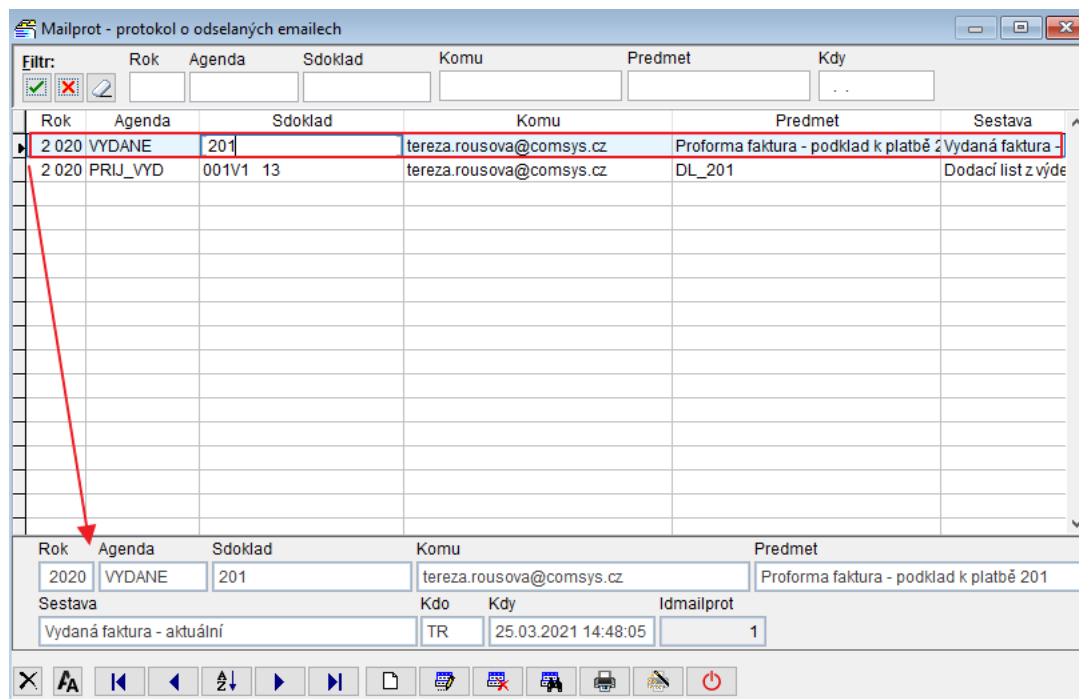 Mailprot - protokol o odselaných emailech
Filtr: Rok Agenda Sdoklad Komu Predmet Kdy
. .
Rok Agenda Sdoklad Komu Predmet Sestava
2 020 VYDANE 201 tereza.rousova@comsys.cz Proforma faktura - podklad k platbě 2 Vydaná faktura -
2 020 PRIJ_VYD 001V1 13 tereza.rousova@comsys.cz DL_201 Dodací list z výde
Rok Agenda Sdoklad Komu Predmet
2020 VYDANE 201 tereza.rousova@comsys.cz Proforma faktura - podklad k platbě 201
Sestava Kdo Kdy Idmailprot
Vydaná faktura - aktuální TR 25.03.2021 14:48:05 1